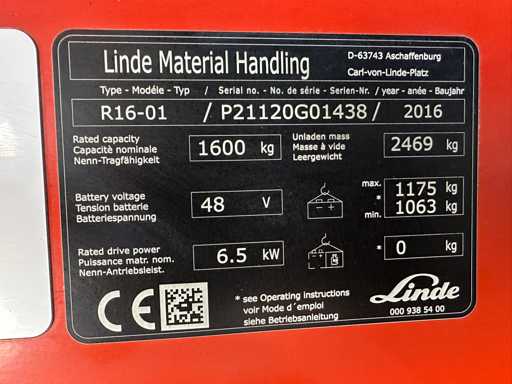 Linde Material Handling
D-63743 Aschaffenburg
Carl-von-Linde-Platz
Type - Modéle - Typ / Serial no. - No. de série - Serien-Nr. / year - anée - Baujahr
R16-01 / P21120G01438 / 2016
Rated capacity
Capacité nominale
Nenn-Tragfähigkeit
1600 kg
Unladen mass
Masse à vide
Leergewicht
2469 kg
Battery voltage
Tension batterie
Batteriespannung
48 V
max. 1175 kg
*
min. 1063 kg
Rated drive power
Puissance matr. nom.
Nenn-Antriebsleist.
6.5 kW
* 0 kg
CE
* see Operating instructions
voir Mode d´emploi
siehe Betriebsanleitung
Linde
000 938 54 00